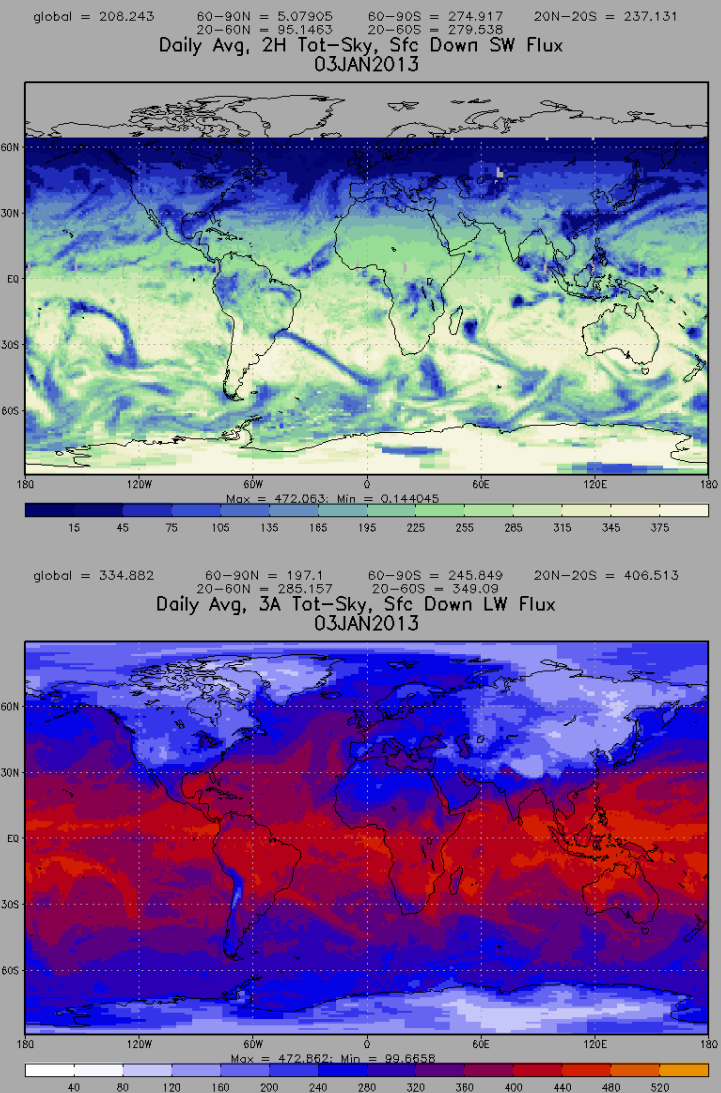 global = 208.243 60-90N = 5.07905 60-90S = 274.917 20N-20S = 237.131
20-60N = 95.1463 20-60S = 279.538
Daily Avg, 2H Tot-Sky, Sfc Down SW Flux
03JAN2013
60N
30N
EQ
30S
60S
180 120W 60W 0 60E 120E 180
Max = 472.063; Min = 0.144045
15 45 75 105 135 165 195 225 255 285 315 345 375
global = 334.882 60-90N = 197.1 60-90S = 245.849 20N-20S = 406.513
20-60N = 285.157 20-60S = 349.09
Daily Avg, 3A Tot-Sky, Sfc Down LW Flux
03JAN2013
60N
30N
EQ
30S
60S
180 120W 60W 0 60E 120E 180
Max = 472.862; Min = 99.6658
40 80 120 160 200 240 280 320 360 400 440 480 520